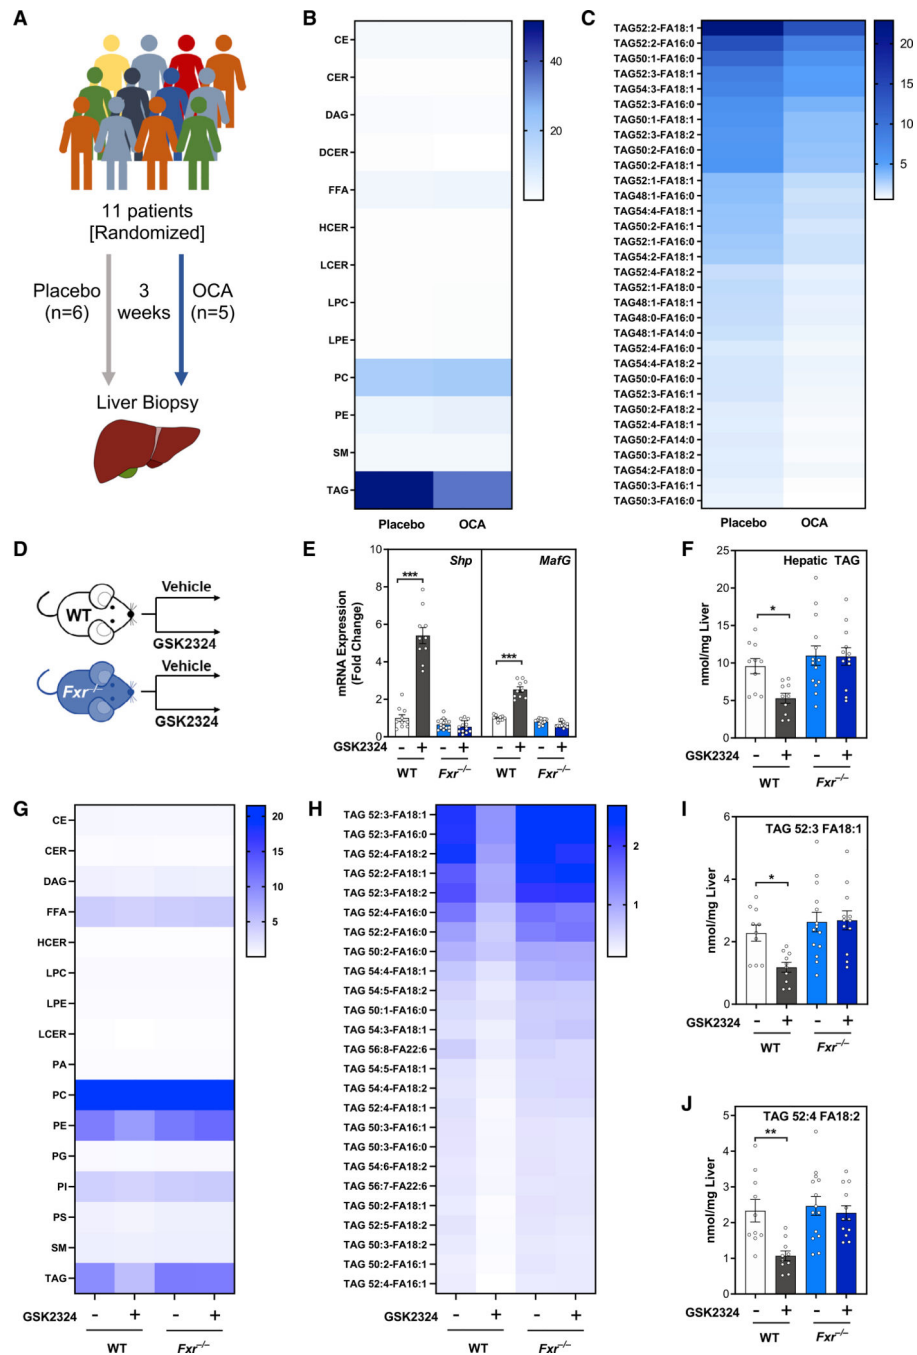 A
11 patients
[Randomized]
Placebo
(n=6)
3
weeks
OCA
(n=5)
Liver Biopsy
B
CE
CER
DAG
DCER
FFA
HCER
LCER
LPC
LPE
PC
PE
SM
TAG
Placebo OCA
40
20
C
TAG52:2-FA18:1
TAG52:2-FA16:0
TAG50:1-FA16:0
TAG52:3-FA18:1
TAG54:3-FA18:1
TAG52:3-FA16:0
TAG50:1-FA18:1
TAG52:3-FA18:2
TAG50:2-FA16:0
TAG50:2-FA18:1
TAG52:1-FA18:1
TAG48:1-FA16:0
TAG54:4-FA18:1
TAG50:2-FA16:1
TAG52:1-FA16:0
TAG54:2-FA18:1
TAG52:4-FA18:2
TAG52:1-FA18:0
TAG48:1-FA18:1
TAG48:0-FA16:0
TAG48:1-FA14:0
TAG52:4-FA16:0
TAG54:4-FA18:2
TAG50:0-FA16:0
TAG52:3-FA16:1
TAG50:2-FA18:2
TAG52:4-FA18:1
TAG50:2-FA14:0
TAG50:3-FA18:2
TAG54:2-FA18:0
TAG50:3-FA16:1
TAG50:3-FA16:0
Placebo OCA
20
15
10
5
D
WT
Vehicle
GSK2324
Fxr⁻/⁻
Vehicle
GSK2324
E
mRNA Expression
(Fold Change)
10
8
6
4
2
0
Shp
MafG
***
***
GSK2324 - + - + - + - +
WT Fxr⁻/⁻ WT Fxr⁻/⁻
F
Hepatic TAG
nmol/mg Liver
25
20
15
10
5
0
*
GSK2324 - + - +
WT Fxr⁻/⁻
G
CE
CER
DAG
FFA
HCER
LPC
LPE
LCER
PA
PC
PE
PG
PI
PS
SM
TAG
20
15
10
5
GSK2324 - + - +
WT Fxr⁻/⁻
H
TAG 52:3-FA18:1
TAG 52:3-FA16:0
TAG 52:4-FA18:2
TAG 52:2-FA18:1
TAG 52:3-FA18:2
TAG 52:4-FA16:0
TAG 52:2-FA16:0
TAG 50:2-FA16:0
TAG 54:4-FA18:1
TAG 54:5-FA18:2
TAG 50:1-FA16:0
TAG 54:3-FA18:1
TAG 56:8-FA22:6
TAG 54:5-FA18:1
TAG 54:4-FA18:2
TAG 52:4-FA18:1
TAG 50:3-FA16:1
TAG 50:3-FA16:0
TAG 54:6-FA18:2
TAG 56:7-FA22:6
TAG 50:2-FA18:1
TAG 52:5-FA18:2
TAG 50:3-FA18:2
TAG 50:2-FA16:1
TAG 52:4-FA16:1
2
1
GSK2324 - + - +
WT Fxr⁻/⁻
I
TAG 52:3 FA18:1
nmol/mg Liver
6
4
2
0
*
GSK2324 - + - +
WT Fxr⁻/⁻
J
TAG 52:4 FA18:2
nmol/mg Liver
5
4
3
2
1
0
**
GSK2324 - + - +
WT Fxr⁻/⁻